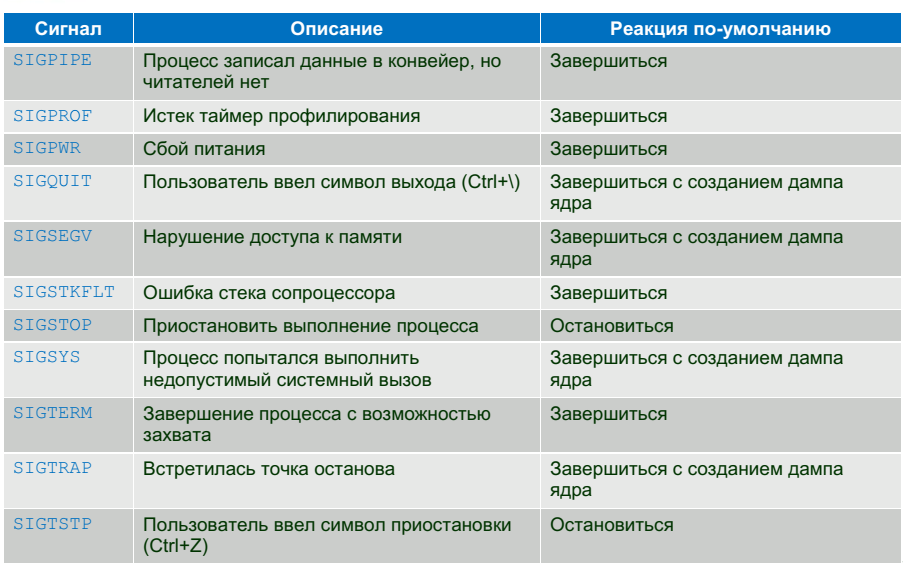 Сигнал Описание Реакция по-умолчанию
SIGPIPE Процесс записал данные в конвейер, но Завершиться
читателей нет
SIGPROF Истек таймер профилирования Завершиться
SIGPWR Сбой питания Завершиться
SIGQUIT Пользователь ввел символ выхода (Ctrl+\) Завершиться с созданием дампа
ядра
SIGSEGV Нарушение доступа к памяти Завершиться с созданием дампа
ядра
SIGSTKFLT Ошибка стека сопроцессора Завершиться
SIGSTOP Приостановить выполнение процесса Остановиться
SIGSYS Процесс попытался выполнить Завершиться с созданием дампа
недопустимый системный вызов ядра
SIGTERM Завершение процесса с возможностью Завершиться
захвата
SIGTRAP Встретилась точка останова Завершиться с созданием дампа
ядра
SIGTSTP Пользователь ввел символ приостановки Остановиться
(Ctrl+Z)